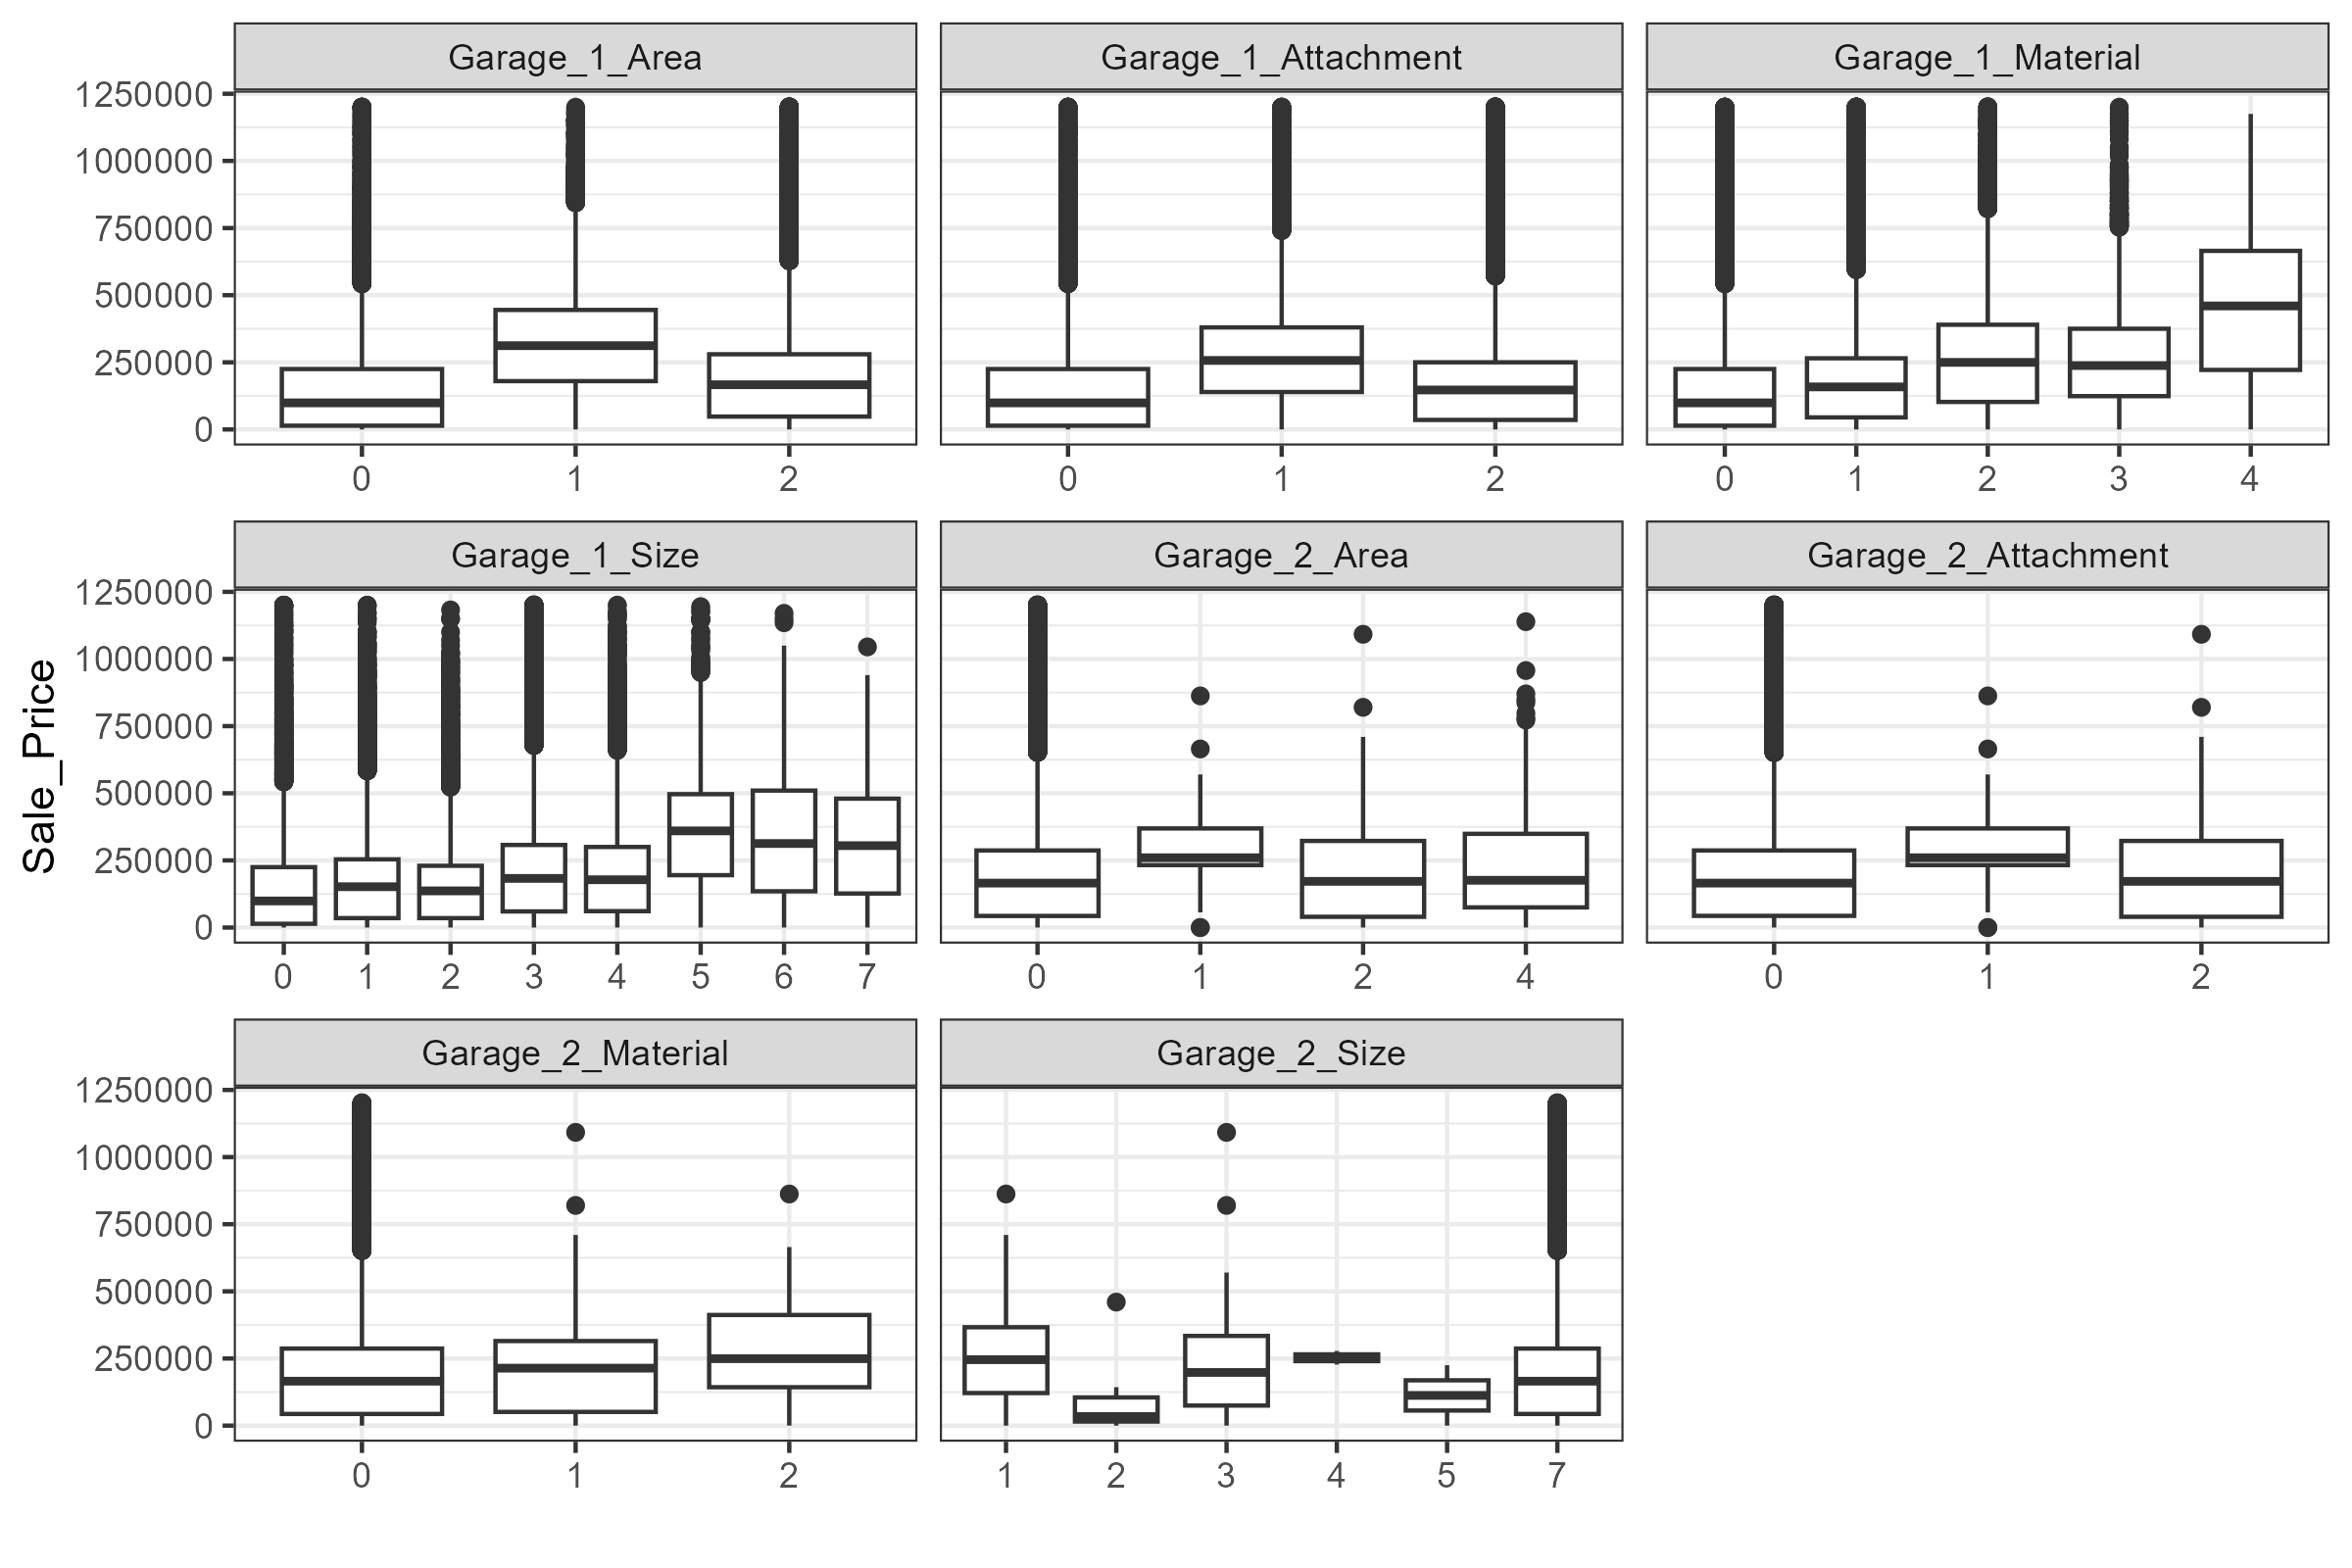 Garage_1_Area Garage_1_Attachment Garage_1_Material
1250000
1000000
750000
500000
250000
0
0 1 2 0 1 2 0 1 2 3 4
Garage_1_Size Garage_2_Area Garage_2_Attachment
1250000
1000000
750000
500000
250000
0
0 1 2 3 4 5 6 7 0 1 2 4 0 1 2
Sale_Price
Garage_2_Material Garage_2_Size
1250000
1000000
750000
500000
250000
0
0 1 2 1 2 3 4 5 7